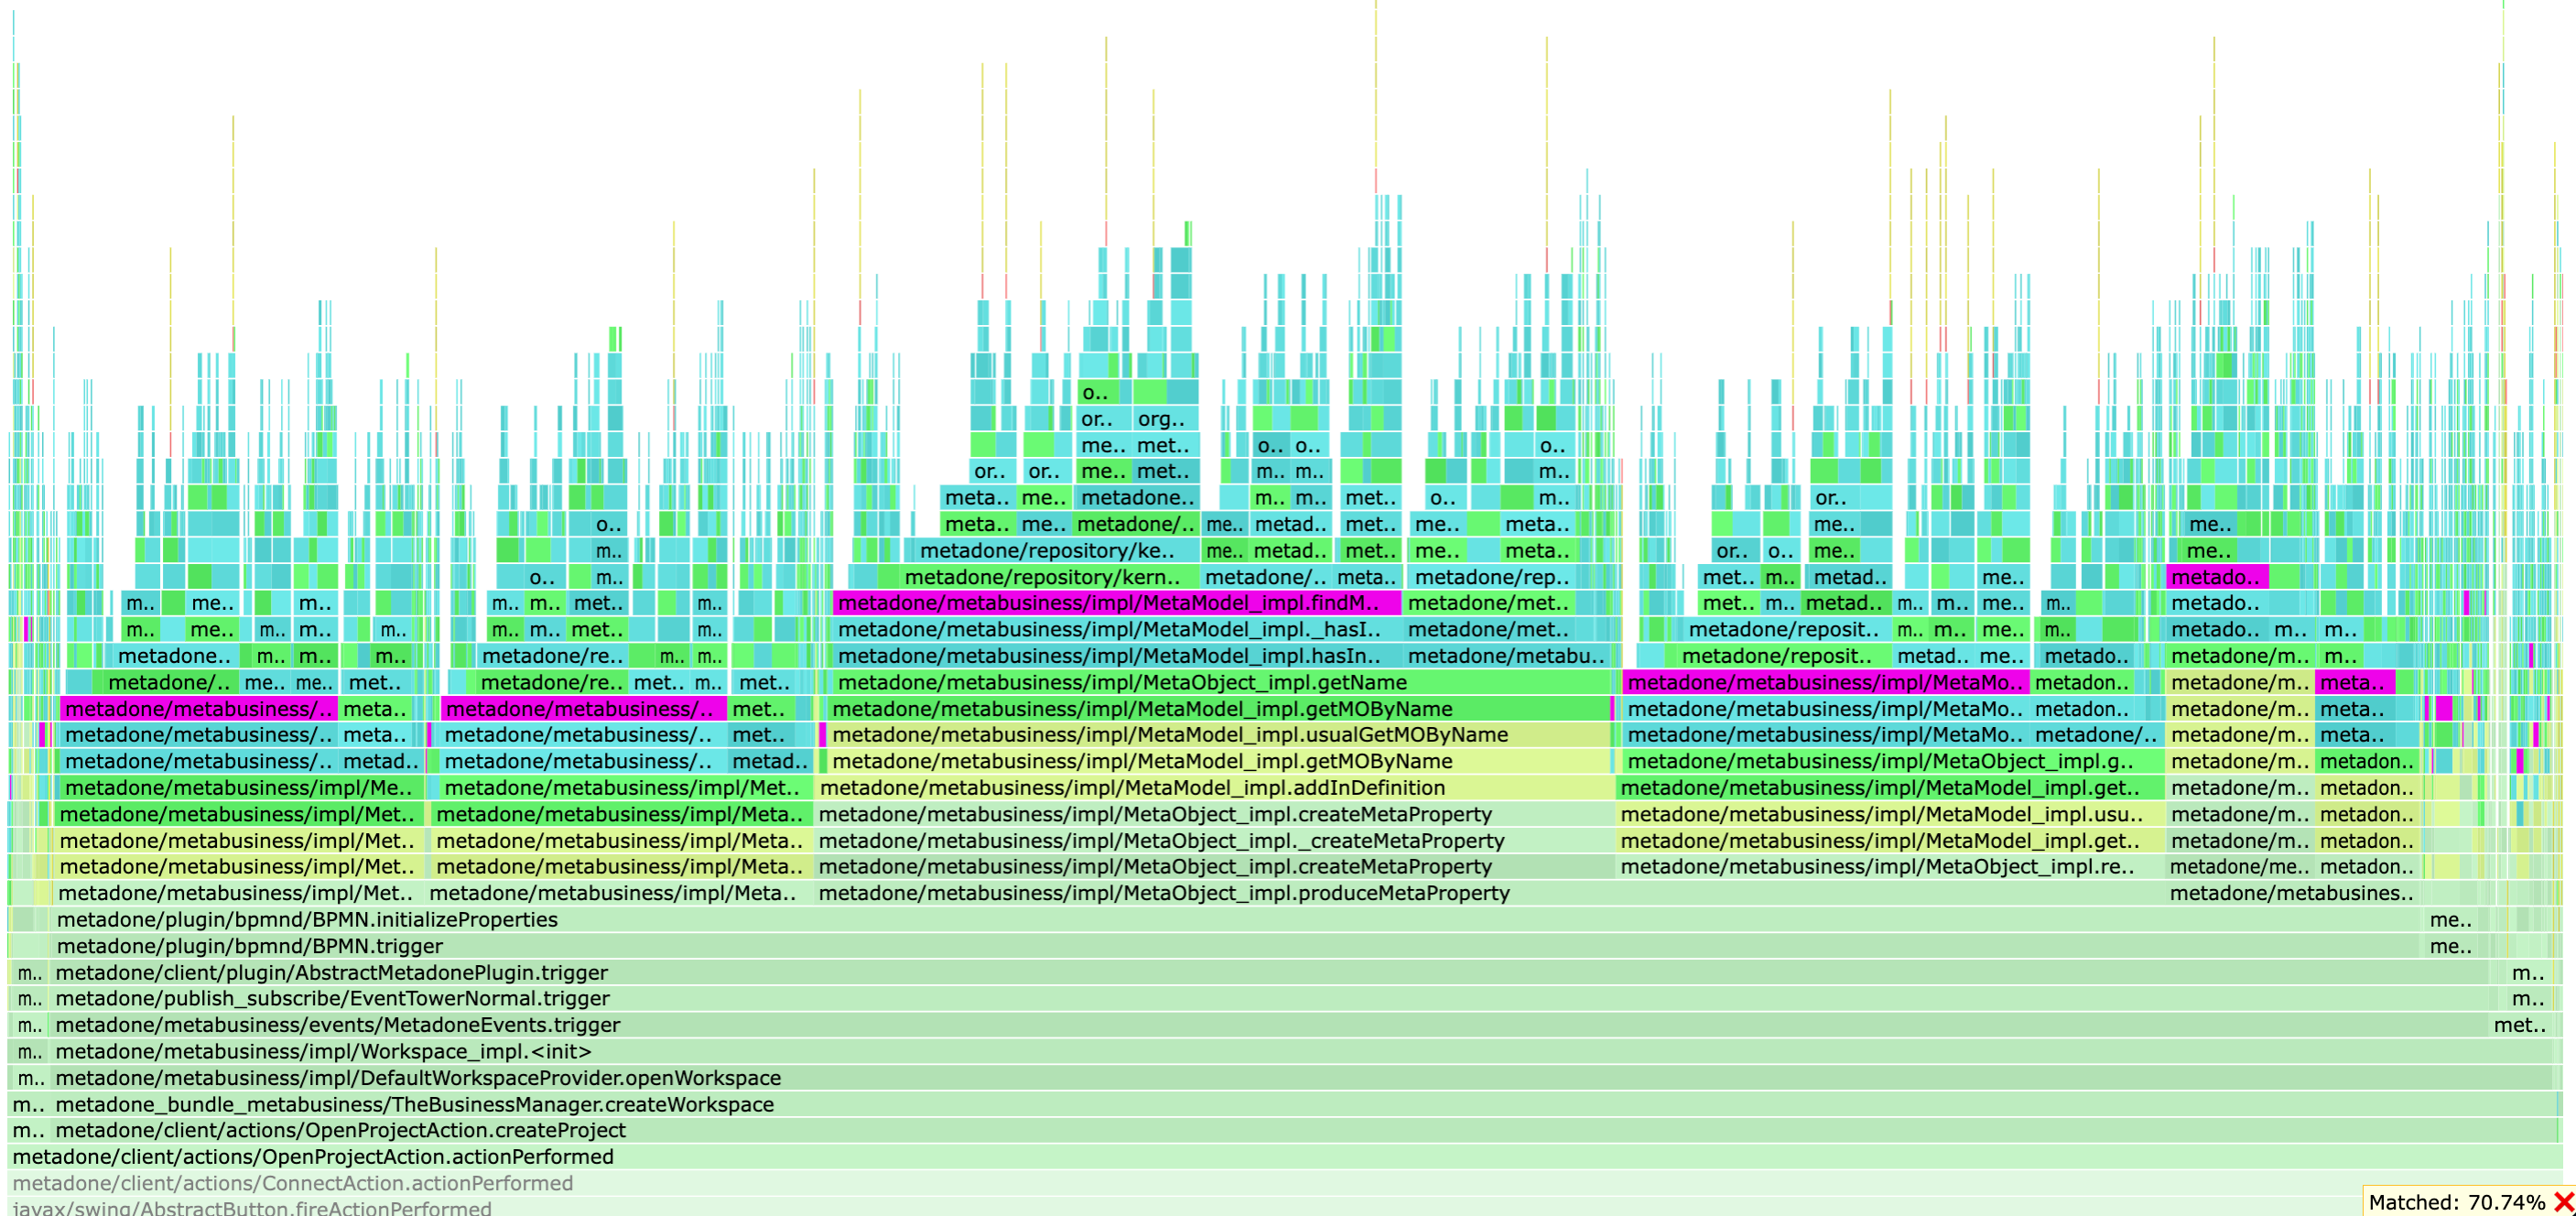 o..
or.. org..
me.. met.. o.. o.. o..
or.. or.. me.. met.. m.. m.. m..
meta.. me.. metadone.. m.. m.. met.. o.. m.. or..
o.. meta.. me.. metadone/.. me.. metad.. met.. me.. meta.. me.. me..
m.. metadone/repository/ke.. me.. metad.. met.. me.. meta.. or.. o.. me.. me..
o.. m.. metadone/repository/kern.. metadone/.. meta.. metadone/rep.. met.. m.. metad.. me.. metado..
m.. me.. m.. m.. m.. met.. m.. metadone/metabusiness/impl/MetaModel_impl.findM.. metadone/met.. met.. m.. metad.. m.. m.. me.. m.. metado..
m.. me.. m.. m.. m.. m.. m.. met.. m.. metadone/metabusiness/impl/MetaModel_impl._hasI.. metadone/met.. metadone/reposit.. m.. m.. me.. m.. metado.. m.. m..
metadone.. m.. m.. m.. metadone/re.. m.. m.. metadone/metabusiness/impl/MetaModel_impl.hasIn.. metadone/metabu.. metadone/reposit.. metad.. me.. metado.. metadone/m.. m..
metadone/.. me.. me.. met.. metadone/re.. met.. m.. met.. metadone/metabusiness/impl/MetaObject_impl.getName metadone/metabusiness/impl/MetaMo.. metadon.. metadone/m.. meta..
metadone/metabusiness/.. meta.. metadone/metabusiness/.. met.. metadone/metabusiness/impl/MetaModel_impl.getMOByName metadone/metabusiness/impl/MetaMo.. metadon.. metadone/m.. meta..
metadone/metabusiness/.. meta.. metadone/metabusiness/.. met.. metadone/metabusiness/impl/MetaModel_impl.usualGetMOByName metadone/metabusiness/impl/MetaMo.. metadone/.. metadone/m.. meta..
metadone/metabusiness/.. metad.. metadone/metabusiness/.. metad.. metadone/metabusiness/impl/MetaModel_impl.getMOByName metadone/metabusiness/impl/MetaObject_impl.g.. metadone/m.. metadon..
metadone/metabusiness/impl/Me.. metadone/metabusiness/impl/Met.. metadone/metabusiness/impl/MetaModel_impl.addInDefinition metadone/metabusiness/impl/MetaModel_impl.get.. metadone/m.. metadon..
metadone/metabusiness/impl/Met.. metadone/metabusiness/impl/Meta.. metadone/metabusiness/impl/MetaObject_impl.createMetaProperty metadone/metabusiness/impl/MetaModel_impl.usu.. metadone/m.. metadon..
metadone/metabusiness/impl/Met.. metadone/metabusiness/impl/Meta.. metadone/metabusiness/impl/MetaObject_impl._createMetaProperty metadone/metabusiness/impl/MetaModel_impl.get.. metadone/m.. metadon..
metadone/metabusiness/impl/Met.. metadone/metabusiness/impl/Meta.. metadone/metabusiness/impl/MetaObject_impl.createMetaProperty metadone/metabusiness/impl/MetaObject_impl.re.. metadone/me.. metadon..
metadone/metabusiness/impl/Met.. metadone/metabusiness/impl/Meta.. metadone/metabusiness/impl/MetaObject_impl.produceMetaProperty metadone/metabusines..
metadone/plugin/bpmnd/BPMN.initializeProperties me..
metadone/plugin/bpmnd/BPMN.trigger me..
m.. metadone/client/plugin/AbstractMetadonePlugin.trigger m..
m.. metadone/publish_subscribe/EventTowerNormal.trigger m..
m.. metadone/metabusiness/events/MetadoneEvents.trigger met..
m.. metadone/metabusiness/impl/Workspace_impl.<init>
m.. metadone/metabusiness/impl/DefaultWorkspaceProvider.openWorkspace
m.. metadone_bundle_metabusiness/TheBusinessManager.createWorkspace
m.. metadone/client/actions/OpenProjectAction.createProject
metadone/client/actions/OpenProjectAction.actionPerformed
metadone/client/actions/ConnectAction.actionPerformed
javax/swing/AbstractButton.fireActionPerformed
Matched: 70.74%